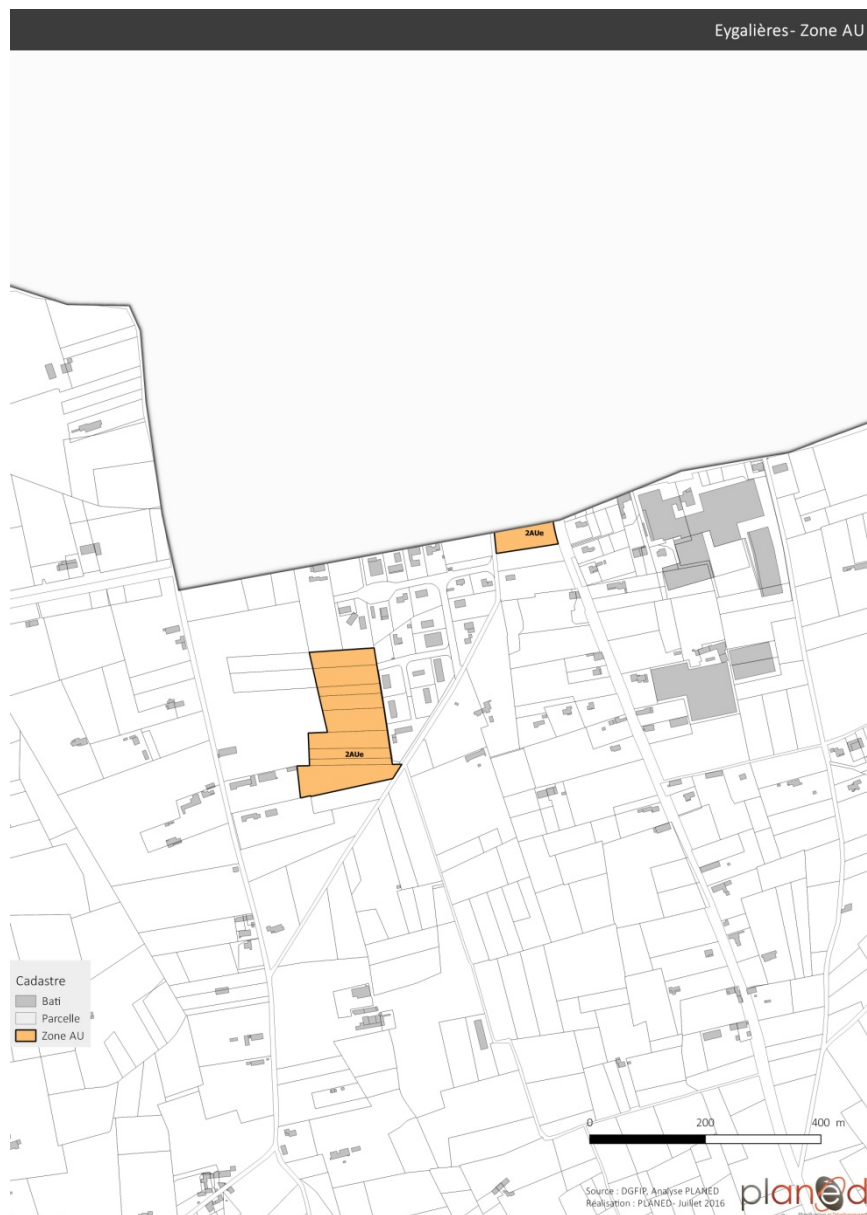 Eygalières- Zone AU
2AUe
2AUe
Cadastre
Bati
Parcelle
Zone AU
0 200 400 m
Source : DGFIP, Analyse PLANED
Réalisation : PLANED- Juillet 2016
planed